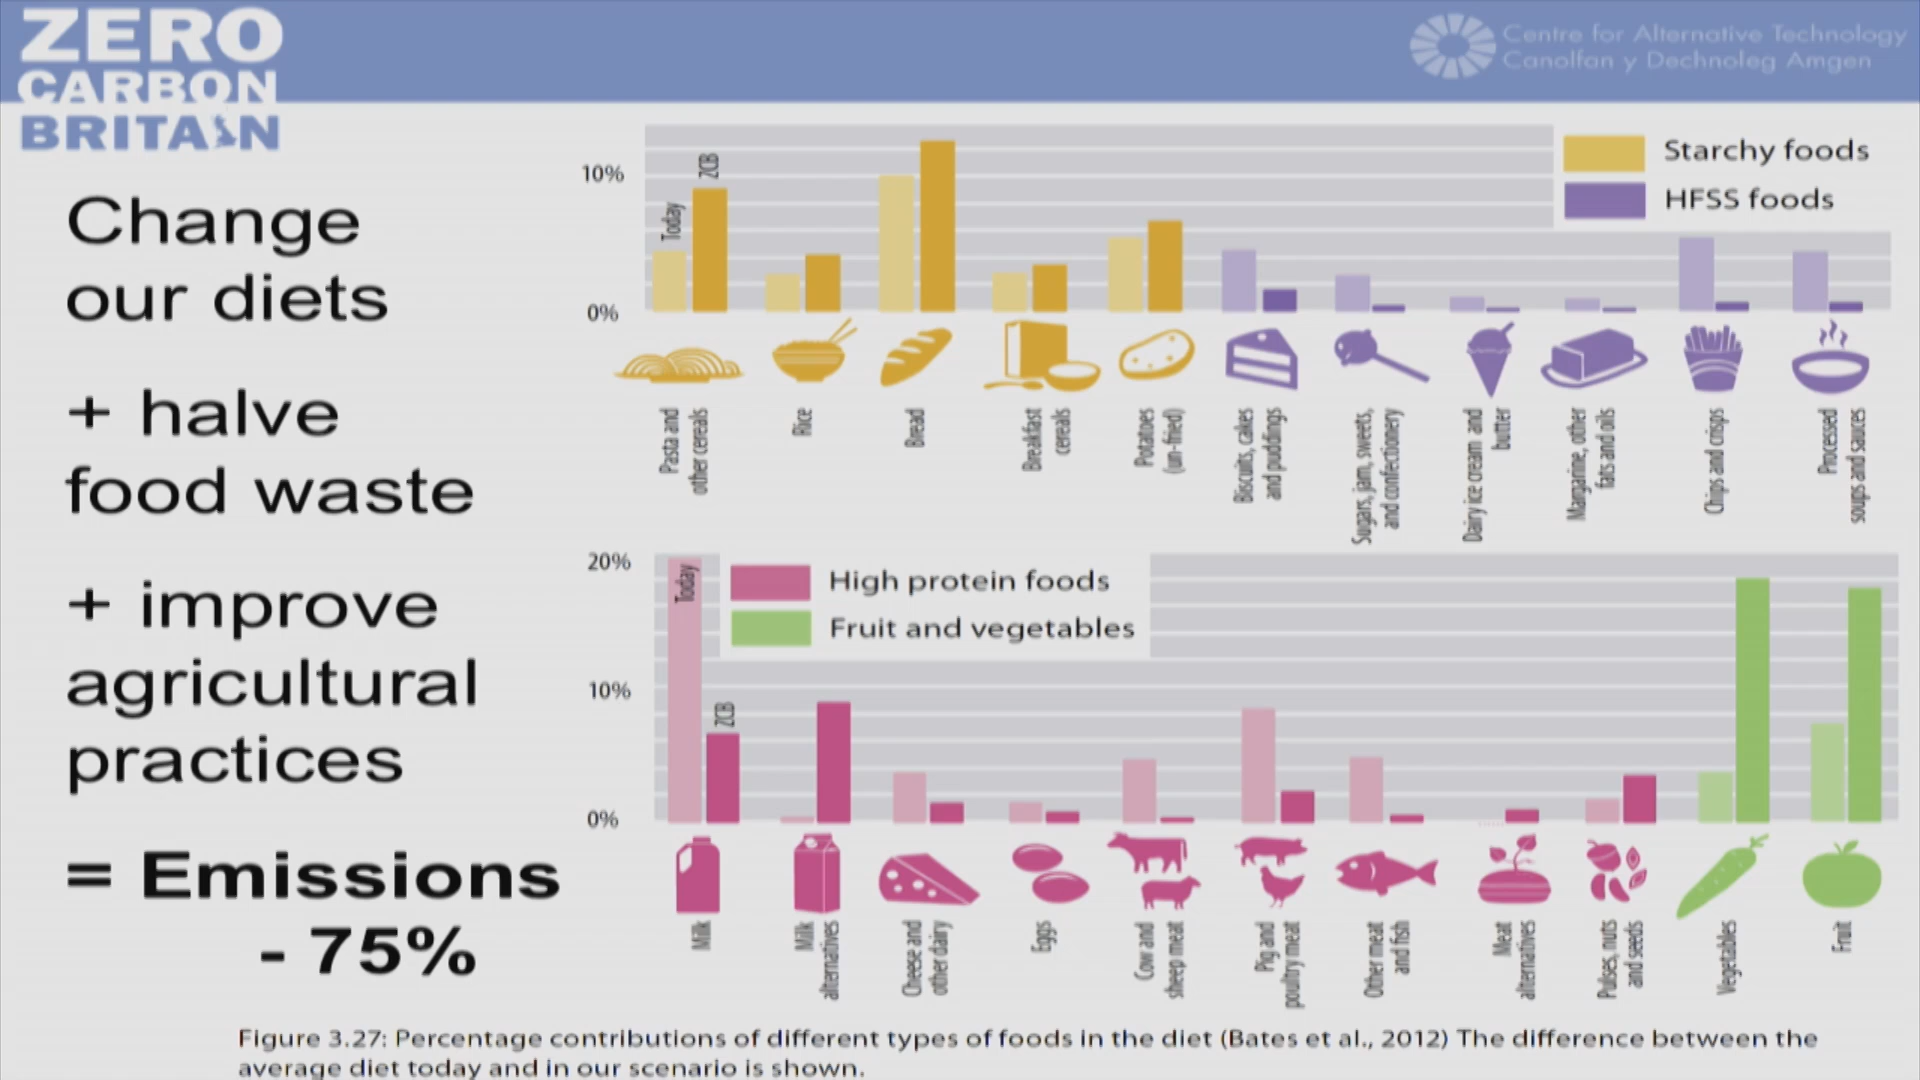 ZERO
CARBON
BRITAIN
Centre for Alternative Technology
Canolfan y Dechnoleg Amgen
Change
our diets
+ halve
food waste
+ improve
agricultural
practices
= Emissions
- 75%
10%
0%
Today
ZCB
Starchy foods
HFSS foods
Pasta and
other cereals
Rice
Bread
Breakfast
cereals
Potatoes
(un-fried)
Biscuits, cakes
and puddings
Sugars, jam, sweets,
and confectionery
Dairy ice cream and
butter
Margarine, other
fats and oils
Chips and crisps
Processed
soups and sauces
20%
10%
0%
Today
ZCB
High protein foods
Fruit and vegetables
Milk
Milk
alternatives
Cheese and
other dairy
Eggs
Cow and
sheep meat
Pig and
poultry meat
Other meat
and fish
Meat
alternatives
Pulses, nuts
and seeds
Vegetables
Fruit
Figure 3.27: Percentage contributions of different types of foods in the diet (Bates et al., 2012) The difference between the
average diet today and in our scenario is shown.